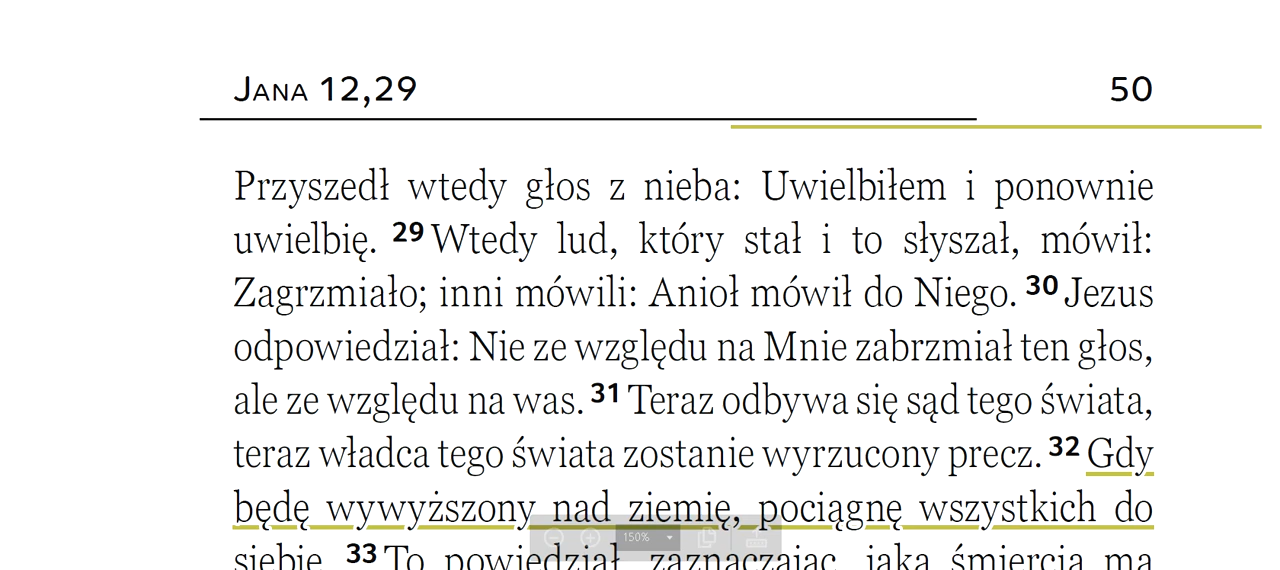 Jana 12,29 50
Przyszedł wtedy głos z nieba: Uwielbiłem i ponownie
uwielbię. 29 Wtedy lud, który stał i to słyszał, mówił:
Zagrzmiało; inni mówili: Anioł mówił do Niego. 30 Jezus
odpowiedział: Nie ze względu na Mnie zabrzmiał ten głos,
ale ze względu na was. 31 Teraz odbywa się sąd tego świata,
teraz władca tego świata zostanie wyrzucony precz. 32 Gdy
będę wywyższony nad ziemię, pociągnę wszystkich do
siebie. 33 To powiedział, zaznaczając, jaką śmiercią ma
150%